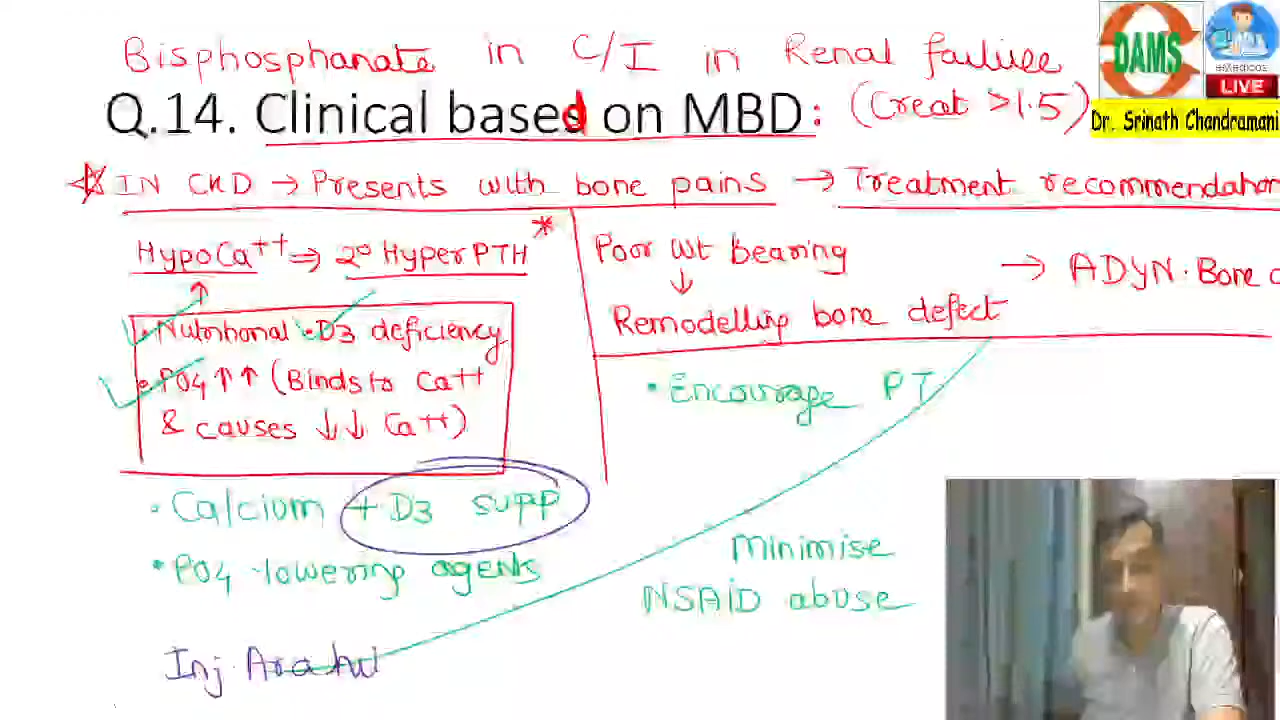 Bisphosphanate in C/I in Renal failure
Q.14. Clinical based on MBD: (Creat >1.5)
DAMS
eMedicoz
LIVE
Dr. Srinath Chandramani
IN CKD → Presents with bone pains → Treatment recommendation
HypoCa++ ⇒ 2° HyperPTH *
↑
• Nutritional • D3 deficiency
• PO4 ↑↑ (Binds to Ca++
& causes ↓↓ Ca++)
• Calcium + D3 supp
• PO4 lowering agents
Inj.
Poor wt bearing
↓
Remodelling bone defect
→ ADYN. Bone
• Encourage PT
Minimise
NSAID abuse